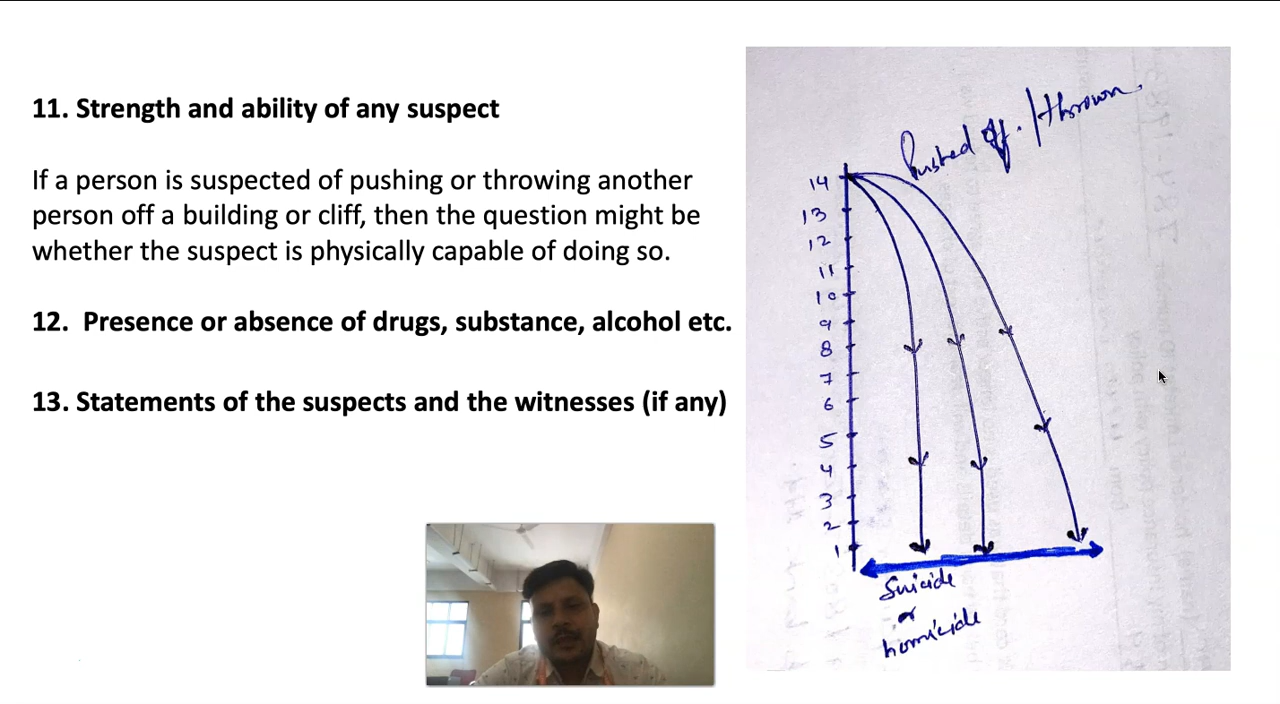 11. Strength and ability of any suspect
If a person is suspected of pushing or throwing another
person off a building or cliff, then the question might be
whether the suspect is physically capable of doing so.
12. Presence or absence of drugs, substance, alcohol etc.
13. Statements of the suspects and the witnesses (if any)
Pushed off. /thrown
14
13
12
11
10
9
8
7
6
5
4
3
2
1
Suicide
or
homicide